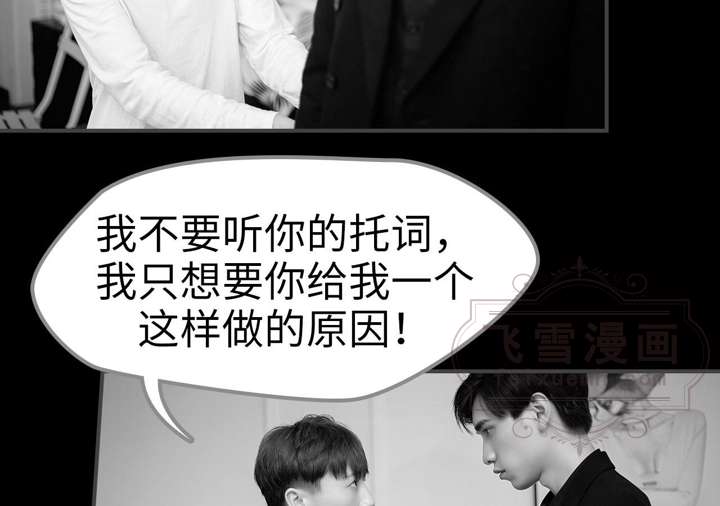 我不要听你的托词，
我只想要你给我一个
这样做的原因！
飞雪漫画